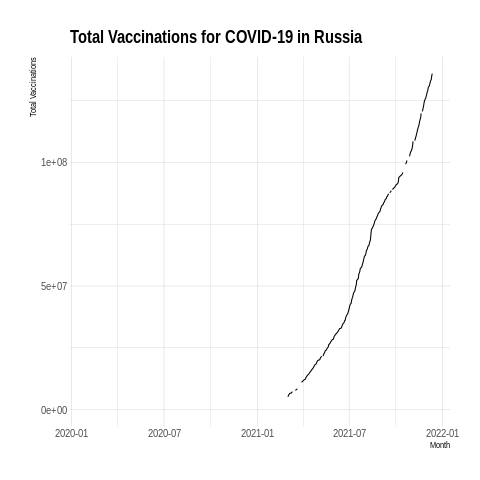 Total Vaccinations for COVID-19 in Russia
Total Vaccinations
1e+08
5e+07
0e+00
2020-01 2020-07 2021-01 2021-07 2022-01
Month